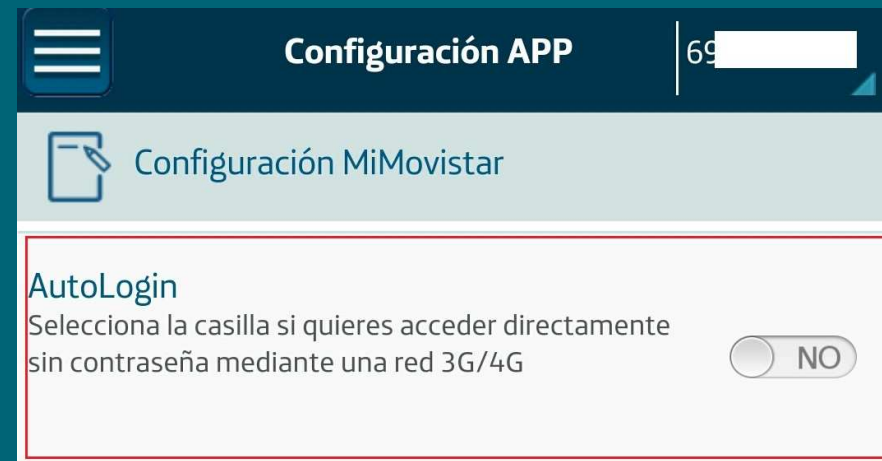 Configuración APP
69
Configuración MiMovistar
AutoLogin
Selecciona la casilla si quieres acceder directamente
sin contraseña mediante una red 3G/4G
NO